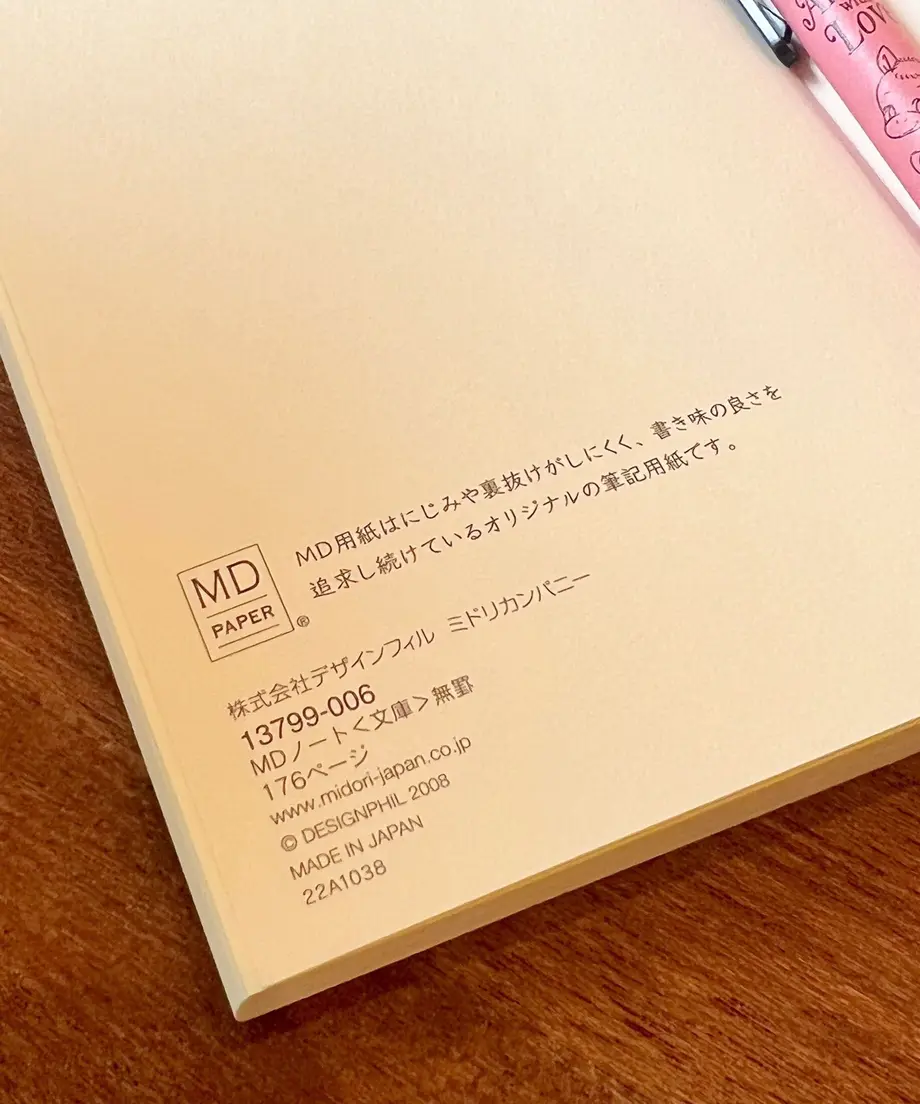 LOV
MD用紙はにじみや裏抜けがしにくく、書き味の良さを
追求し続けているオリジナルの筆記用紙です。
MD
PAPER
®
株式会社デザインフィル ミドリカンパニー
13799-006
MDノート<文庫>無罫
176ページ
www.midori-japan.co.jp
© DESIGNPHIL 2008
MADE IN JAPAN
22A1038